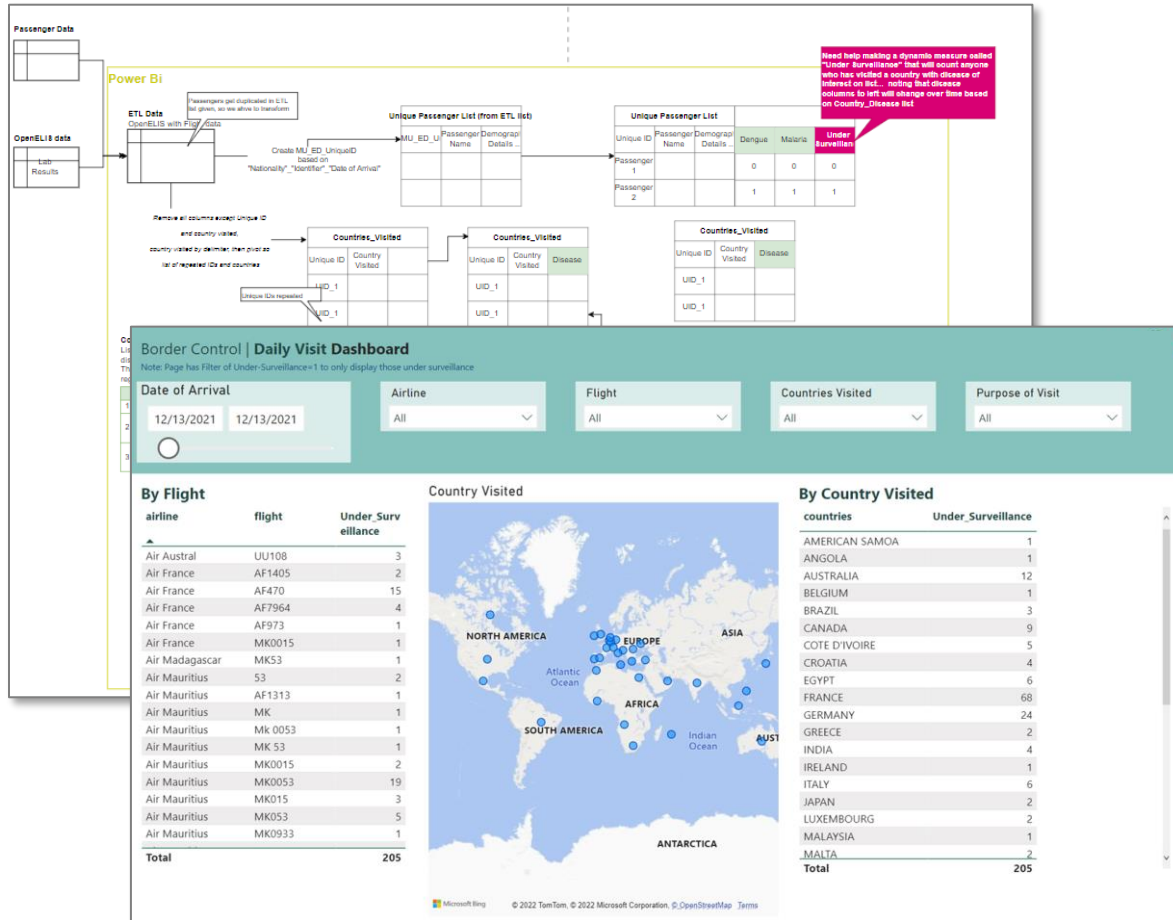 Passenger Data
Power Bi
Need help making a dynamic measure called
"Under Surveillance" that will count anyone
who has visited a country with disease of
interest on list... noting that disease
columns to left will change over time based
on Country_Disease list
ETL Data
OpenELIS with Flight data
Passengers get duplicated in ETL
list given, so we ahve to transform
OpenELIS data
Lab
Results
Create MU_ED_UniqueID
based on
"Nationality"_"Identifier"_"Date of Arrival"
Unique Passenger List (from ETL list)
MU_ED_U
Passenger
Name
Demograpl
Details ...
Unique Passenger List
Unique ID
Passenger
Name
Demograpl
Details ...
Dengue
Malaria
Under
Surveillan
Passenger
1
0
0
0
Passenger
2
1
1
1
Remove all columns except Unique ID
and country visited,
country visited by delimiter, then pivot so
list of repeated IDs and countries
Unique IDs repeated
Countries_Visited
Unique ID
Country
Visited
UID_1
UID_1
Countries_Visited
Unique ID
Country
Visited
Disease
UID_1
UID_1
Countries_Visited
Unique ID
Country
Visited
Disease
UID_1
UID_1
Border Control | Daily Visit Dashboard
Note: Page has Filter of Under-Surveillance=1 to only display those under surveillance
Date of Arrival
12/13/2021 12/13/2021
Airline
All
Flight
All
Countries Visited
All
Purpose of Visit
All
By Flight
airline flight Under_Surv
eillance
Air Austral UU108 3
Air France AF1405 2
Air France AF470 15
Air France AF7964 4
Air France AF973 1
Air France MK0015 1
Air Madagascar MK53 1
Air Mauritius 53 2
Air Mauritius AF1313 1
Air Mauritius MK 1
Air Mauritius Mk 0053 1
Air Mauritius MK 53 1
Air Mauritius MK0015 2
Air Mauritius MK0053 19
Air Mauritius MK015 3
Air Mauritius MK053 5
Air Mauritius MK0933 1
Total 205
Country Visited
NORTH AMERICA
EUROPE
ASIA
Atlantic
Ocean
AFRICA
SOUTH AMERICA
Indian
Ocean
AUST
ANTARCTICA
Microsoft Bing
© 2022 TomTom, © 2022 Microsoft Corporation, © OpenStreetMap Terms
By Country Visited
countries Under_Surveillance
AMERICAN SAMOA 1
ANGOLA 1
AUSTRALIA 12
BELGIUM 1
BRAZIL 3
CANADA 9
COTE D'IVOIRE 5
CROATIA 4
EGYPT 6
FRANCE 68
GERMANY 24
GREECE 2
INDIA 4
IRELAND 1
ITALY 6
JAPAN 2
LUXEMBOURG 2
MALAYSIA 1
MALTA 2
Total 205